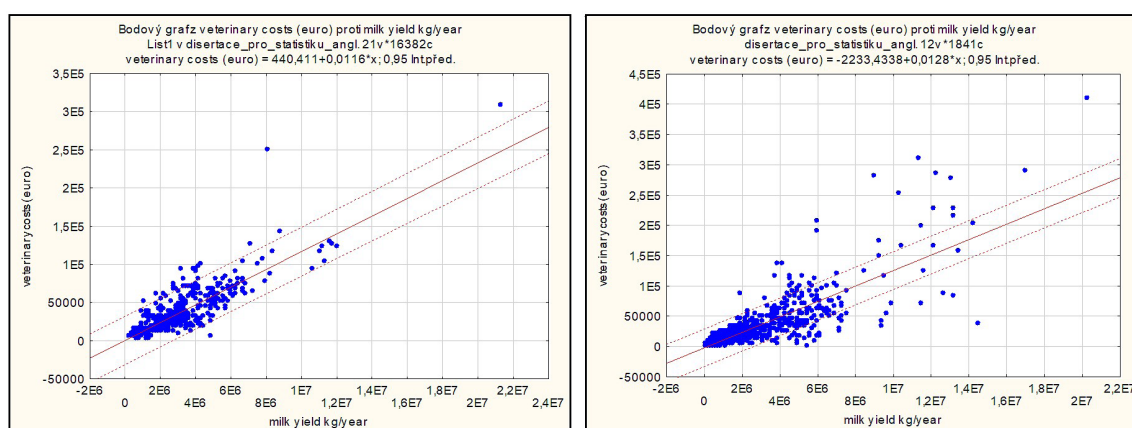 Bodový grafz veterinary costs (euro) proti milk yield kg/year
List1 v disertace_pro_statistiku_angl.21v*16382c
veterinary costs (euro) = 440,411+0,0116*x; 0,95 Int.před.
3,5E5
3E5
2,5E5
2E5
1,5E5
1E5
50000
0
-50000
veterinary costs (euro)
-2E6 2E6 6E6 1E7 1,4E7 1,8E7 2,2E7
0 4E6 8E6 1,2E7 1,6E7 2E7 2,4E7
milk yield kg/year
Bodový grafz veterinary costs (euro) proti milk yield kg/year
disertace_pro_statistiku_angl.12v*1841c
veterinary costs (euro) = -2233,4338+0,0128*x; 0,95 Int.před.
4,5E5
4E5
3,5E5
3E5
2,5E5
2E5
1,5E5
1E5
50000
0
-50000
veterinary costs (euro)
-2E6 2E6 6E6 1E7 1,4E7 1,8E7 2,2E7
0 4E6 8E6 1,2E7 1,6E7 2E7
milk yield kg/year